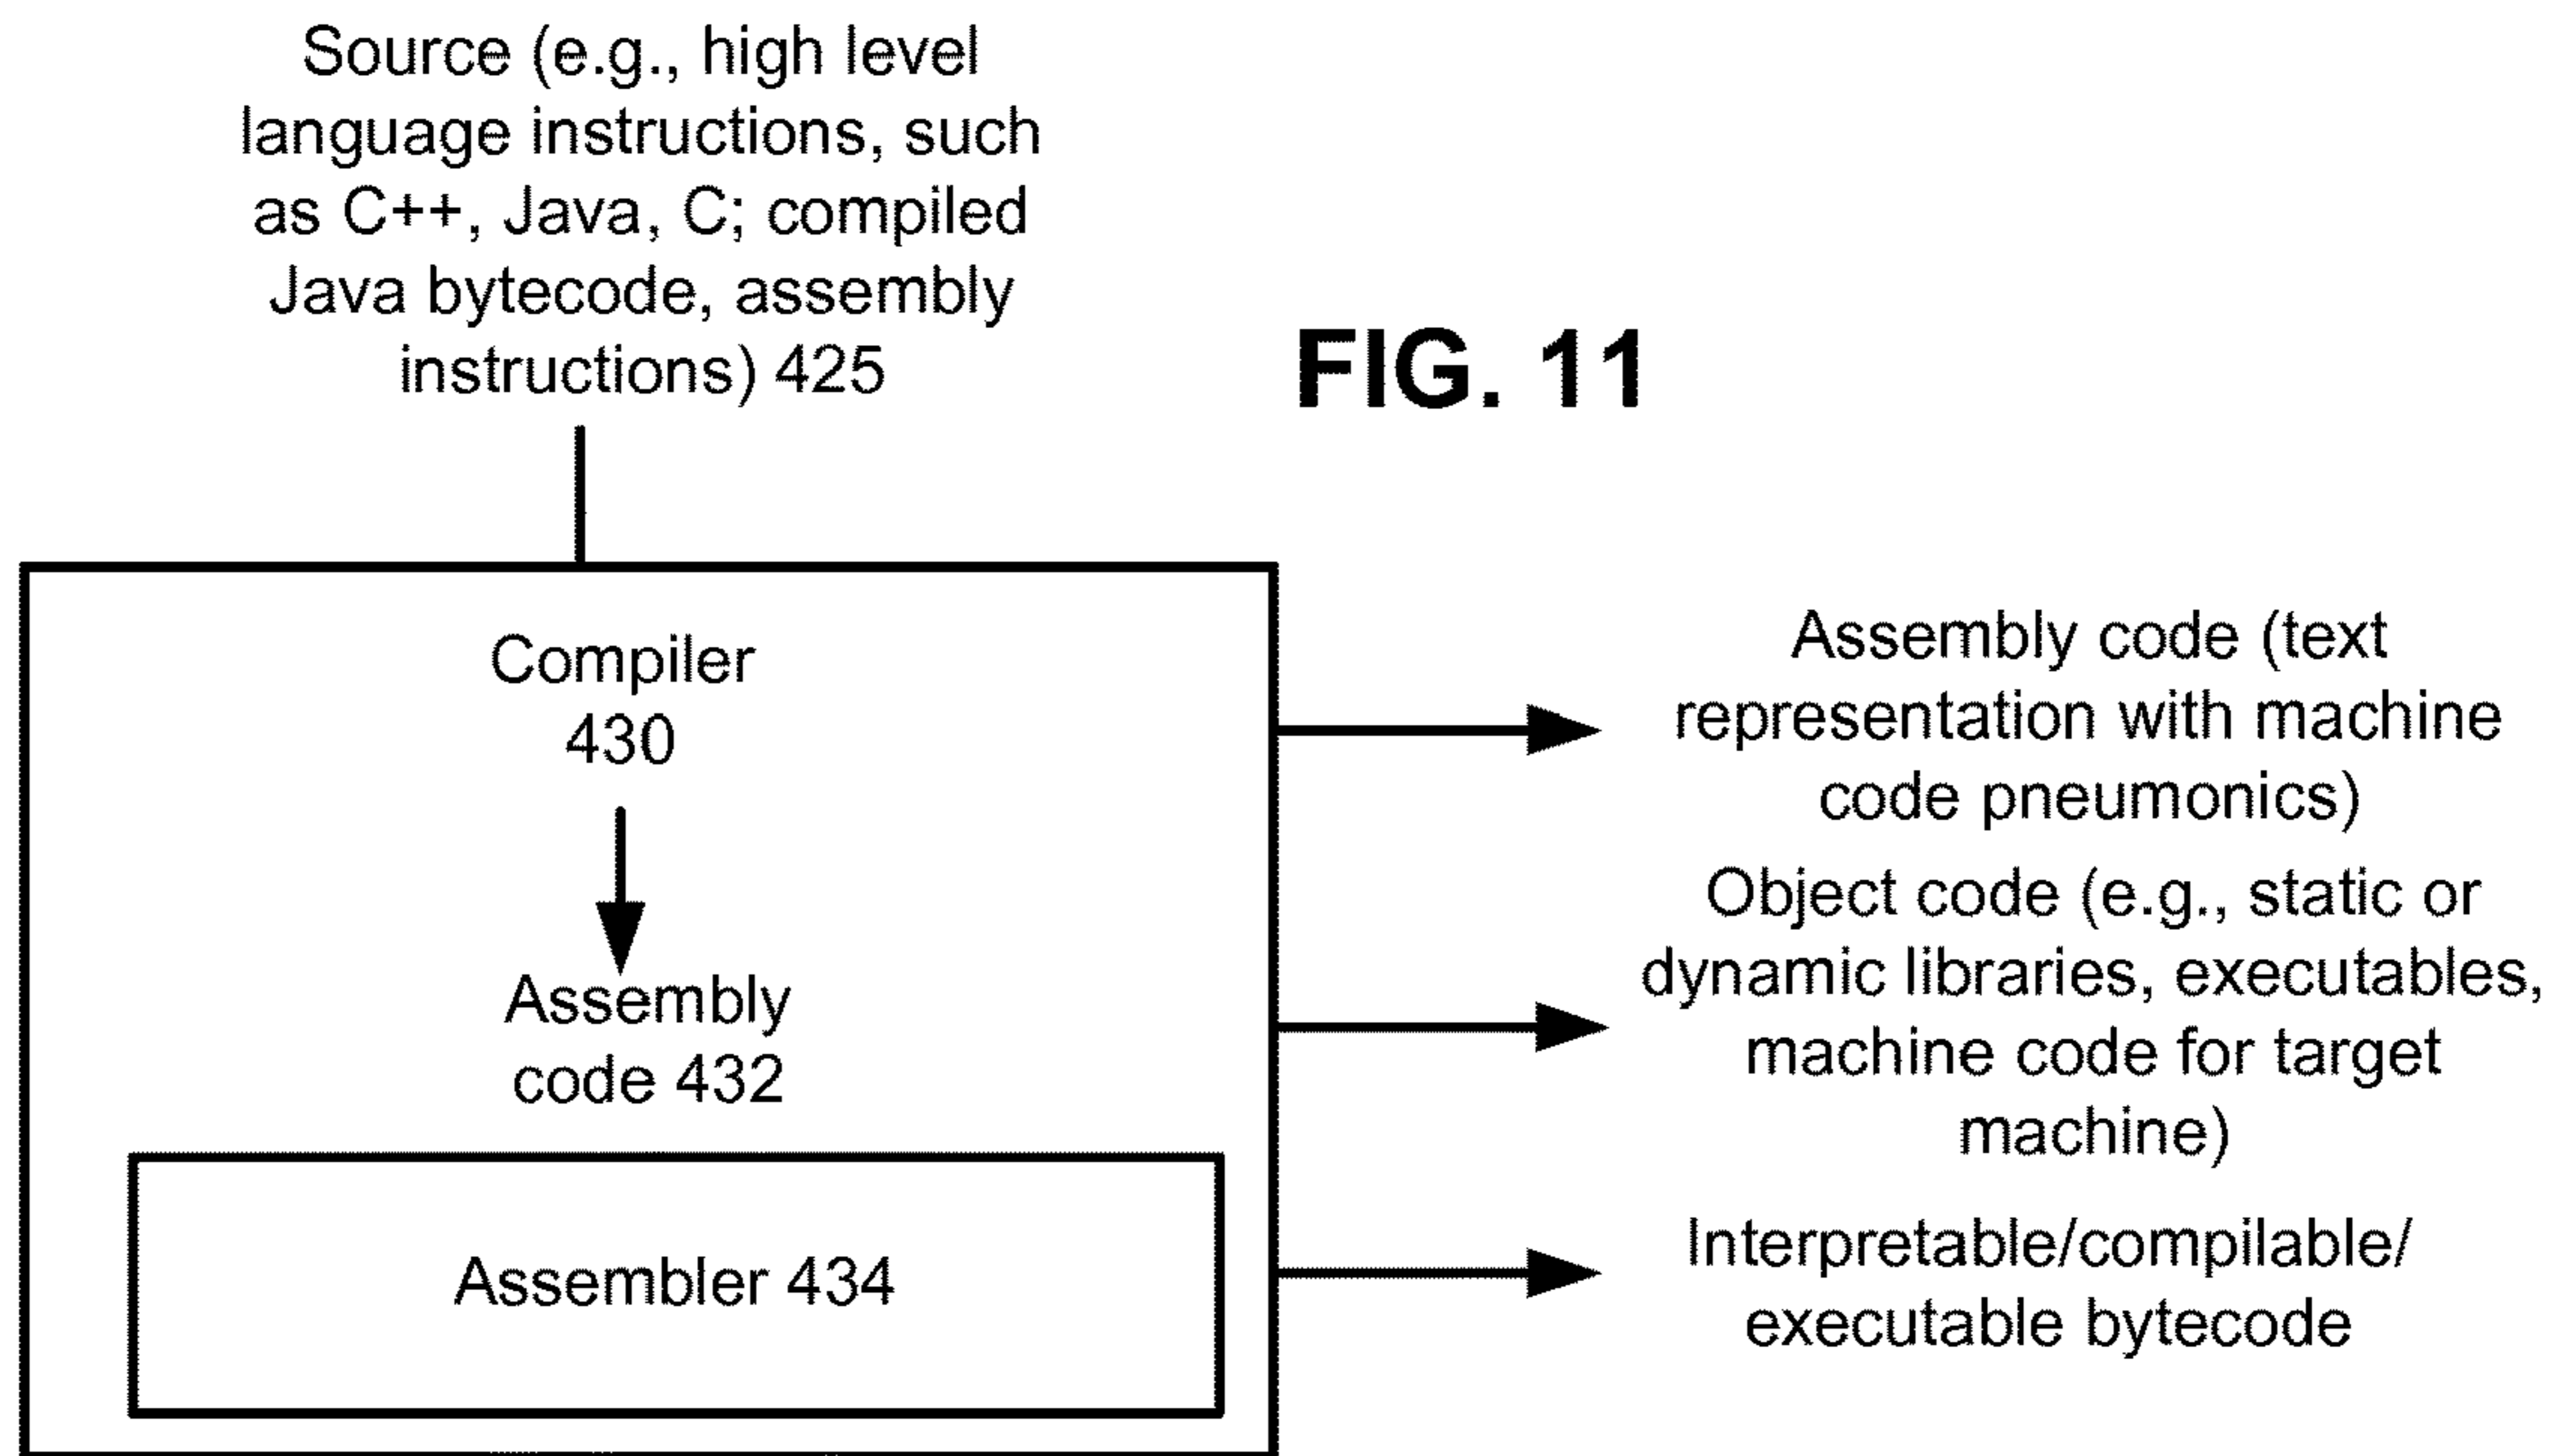 Source (e.g., high level
language instructions, such
as C++, Java, C; compiled
Java bytecode, assembly
instructions) 425
FIG. 11
Compiler
430
Assembly
code 432
Assembler 434
Assembly code (text
representation with machine
code pneumonics)
Object code (e.g., static or
dynamic libraries, executables,
machine code for target
machine)
Interpretable/compilable/
executable bytecode